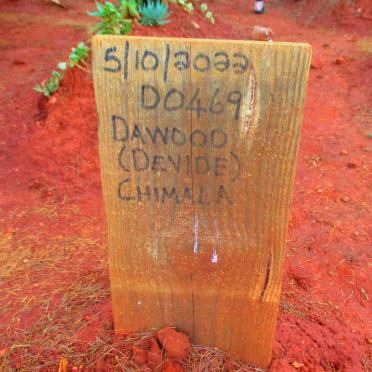 5/10/2022
D0469
DAWOOD
(DEVIDE)
CHIMALA